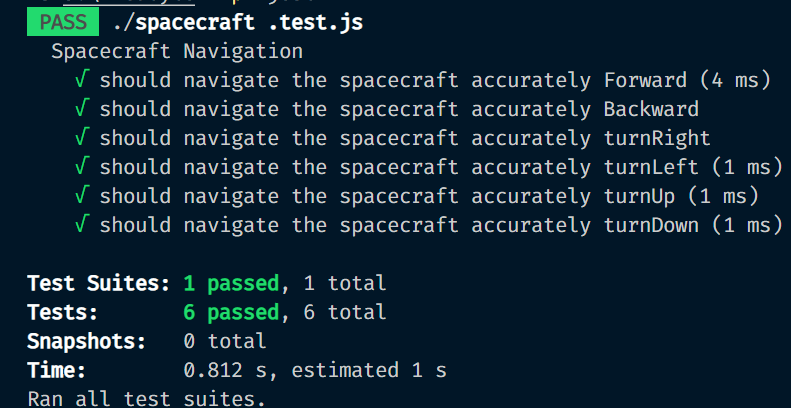 PASS ./spacecraft .test.js
Spacecraft Navigation
√ should navigate the spacecraft accurately Forward (4 ms)
√ should navigate the spacecraft accurately Backward
√ should navigate the spacecraft accurately turnRight
√ should navigate the spacecraft accurately turnLeft (1 ms)
√ should navigate the spacecraft accurately turnUp (1 ms)
√ should navigate the spacecraft accurately turnDown (1 ms)
Test Suites: 1 passed, 1 total
Tests: 6 passed, 6 total
Snapshots: 0 total
Time: 0.812 s, estimated 1 s
Ran all test suites.